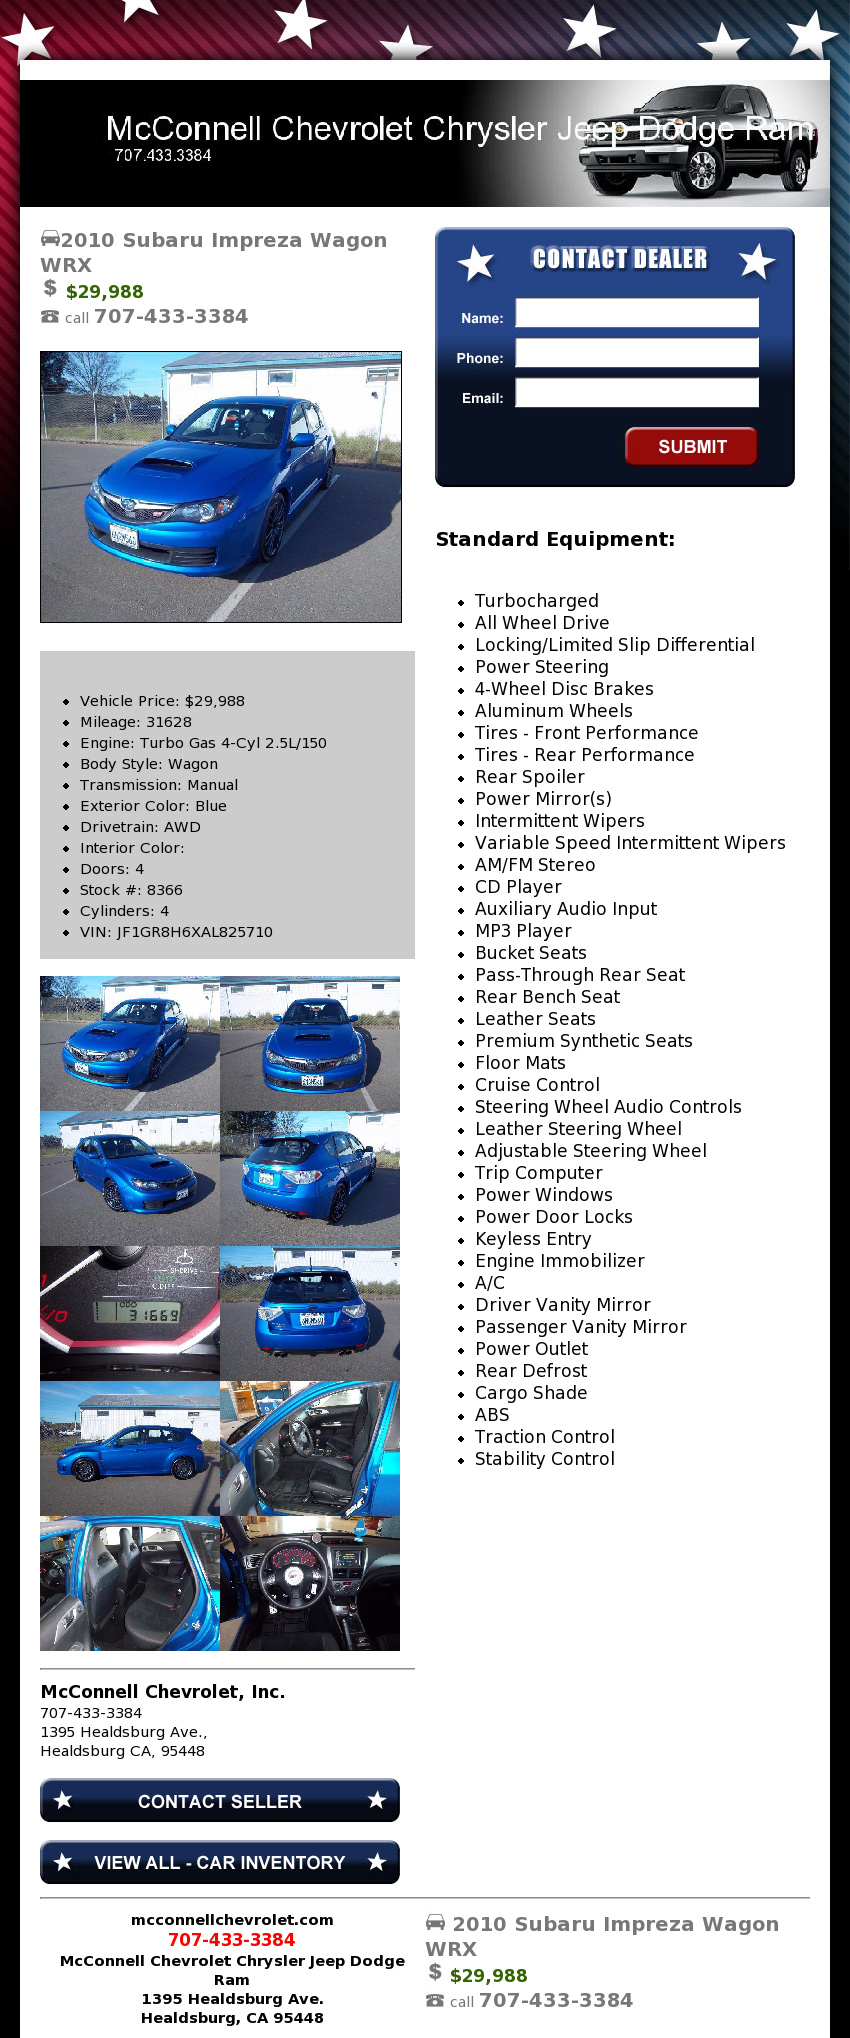 McConnell Chevrolet Chrysler Jeep Dodge Ram
707.433.3384
2010 Subaru Impreza Wagon
WRX
$ $29,988
call 707-433-3384
Vehicle Price: $29,988
Mileage: 31628
Engine: Turbo Gas 4-Cyl 2.5L/150
Body Style: Wagon
Transmission: Manual
Exterior Color: Blue
Drivetrain: AWD
Interior Color:
Doors: 4
Stock #: 8366
Cylinders: 4
VIN: JF1GR8H6XAL825710
SI-DRIVE
C.DIFF
ODO
31669
McConnell Chevrolet, Inc.
707-433-3384
1395 Healdsburg Ave.,
Healdsburg CA, 95448
CONTACT SELLER
VIEW ALL - CAR INVENTORY
CONTACT DEALER
Name:
Phone:
Email:
SUBMIT
Standard Equipment:
Turbocharged
All Wheel Drive
Locking/Limited Slip Differential
Power Steering
4-Wheel Disc Brakes
Aluminum Wheels
Tires - Front Performance
Tires - Rear Performance
Rear Spoiler
Power Mirror(s)
Intermittent Wipers
Variable Speed Intermittent Wipers
AM/FM Stereo
CD Player
Auxiliary Audio Input
MP3 Player
Bucket Seats
Pass-Through Rear Seat
Rear Bench Seat
Leather Seats
Premium Synthetic Seats
Floor Mats
Cruise Control
Steering Wheel Audio Controls
Leather Steering Wheel
Adjustable Steering Wheel
Trip Computer
Power Windows
Power Door Locks
Keyless Entry
Engine Immobilizer
A/C
Driver Vanity Mirror
Passenger Vanity Mirror
Power Outlet
Rear Defrost
Cargo Shade
ABS
Traction Control
Stability Control
mcconnellchevrolet.com
707-433-3384
McConnell Chevrolet Chrysler Jeep Dodge
Ram
1395 Healdsburg Ave.
Healdsburg, CA 95448
2010 Subaru Impreza Wagon
WRX
$ $29,988
call 707-433-3384